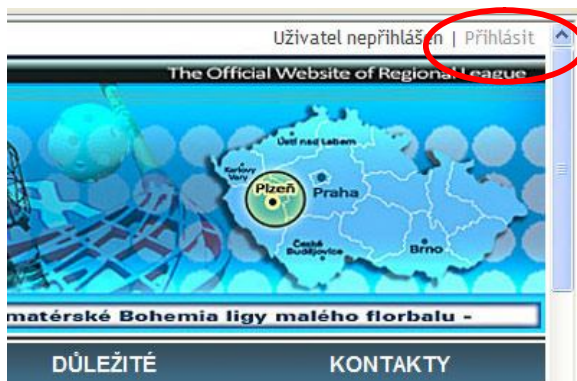 Uživatel nepřihlášen | Přihlásit
The Official Website of Regional League
Ústí nad Labem
Karlovy
Vary
Plzeň
Praha
České
Budějovice
Brno
matérské Bohemia ligy malého florbalu -
DŮLEŽITÉ
KONTAKTY